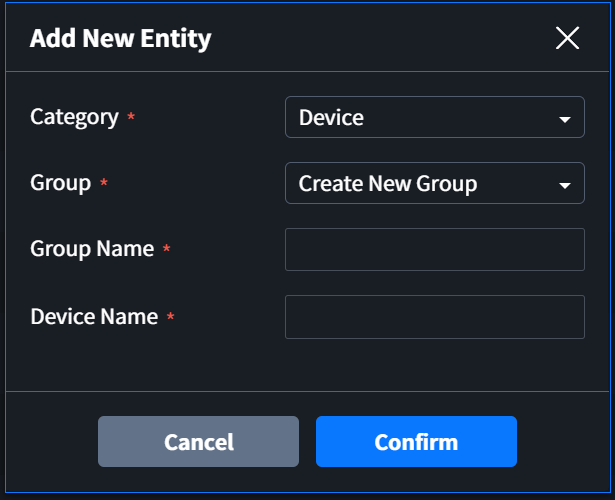 Add New Entity
Category *
Device
Group *
Create New Group
Group Name *
Device Name *
Cancel
Confirm